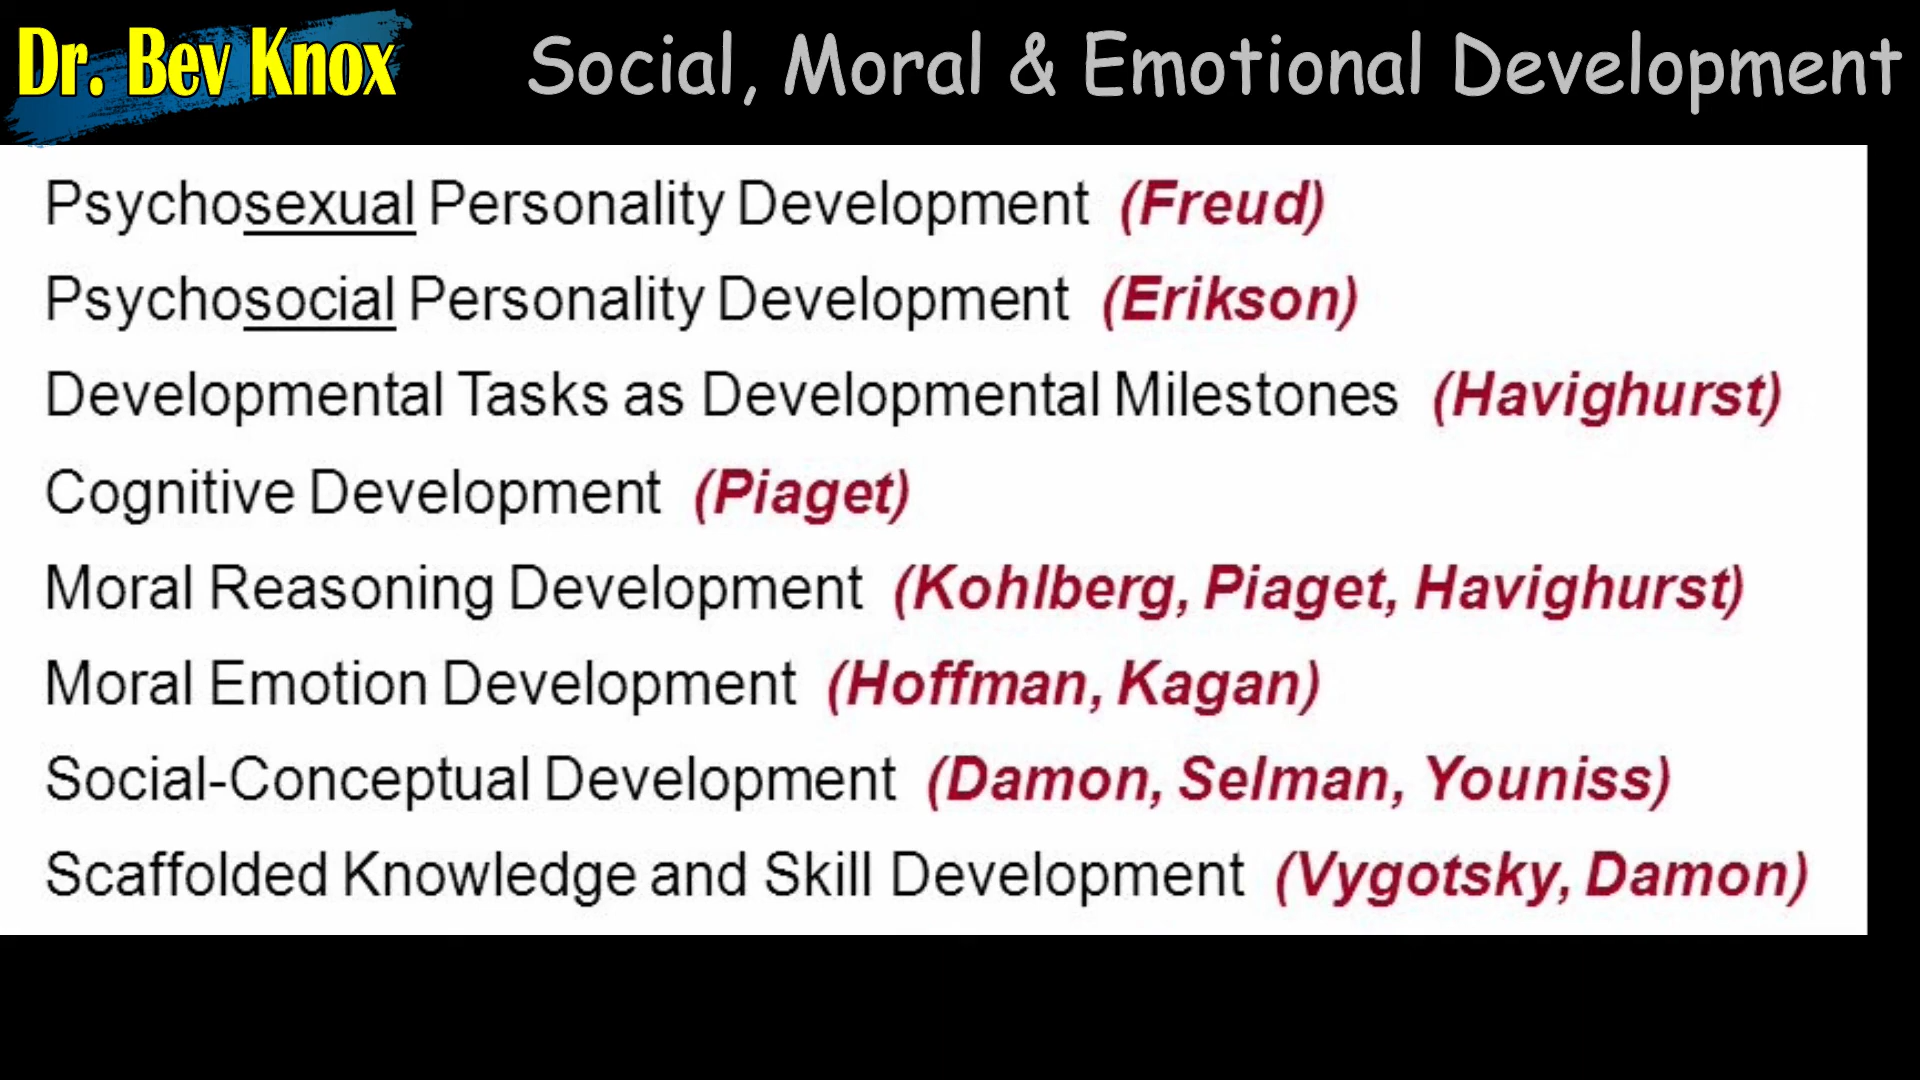 Dr. Bev Knox
Social, Moral & Emotional Development
Psychosexual Personality Development (Freud)
Psychosocial Personality Development (Erikson)
Developmental Tasks as Developmental Milestones (Havighurst)
Cognitive Development (Piaget)
Moral Reasoning Development (Kohlberg, Piaget, Havighurst)
Moral Emotion Development (Hoffman, Kagan)
Social-Conceptual Development (Damon, Selman, Youniss)
Scaffolded Knowledge and Skill Development (Vygotsky, Damon)